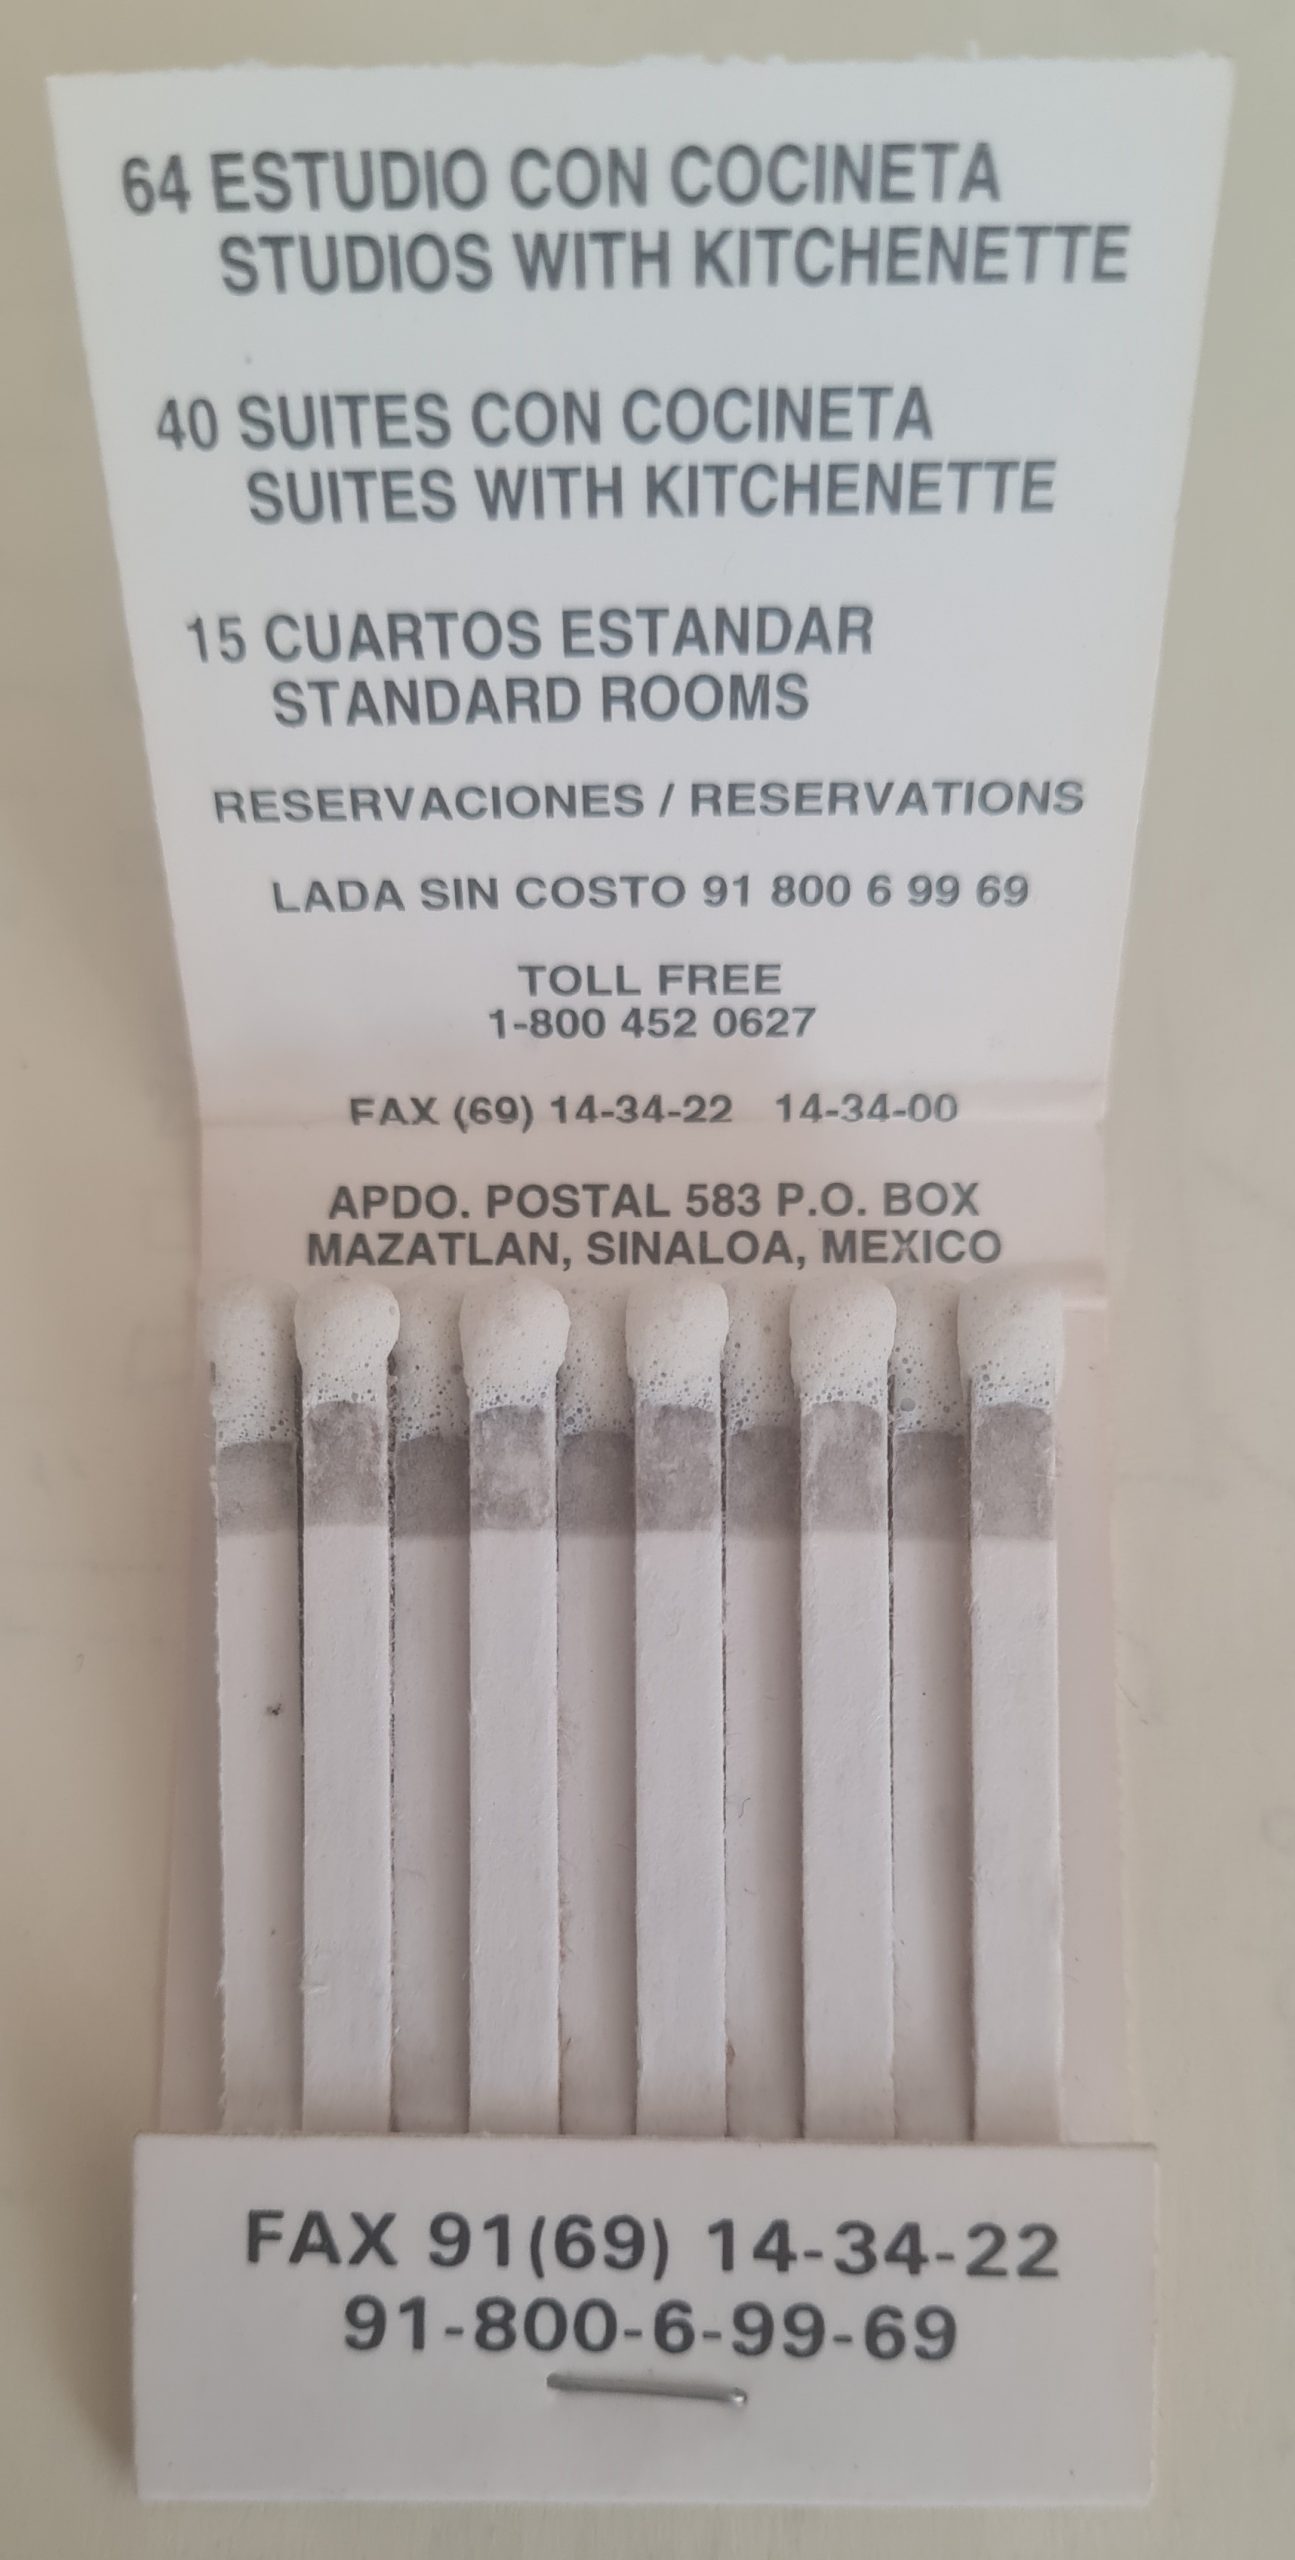 64 ESTUDIO CON COCINETA
STUDIOS WITH KITCHENETTE
40 SUITES CON COCINETA
SUITES WITH KITCHENETTE
15 CUARTOS ESTANDAR
STANDARD ROOMS
RESERVACIONES / RESERVATIONS
LADA SIN COSTO 91 800 6 99 69
TOLL FREE
1-800 452 0627
FAX (69) 14-34-22 14-34-00
APDO. POSTAL 583 P.O. BOX
MAZATLAN, SINALOA, MEXICO
FAX 91(69) 14-34-22
91-800-6-99-69